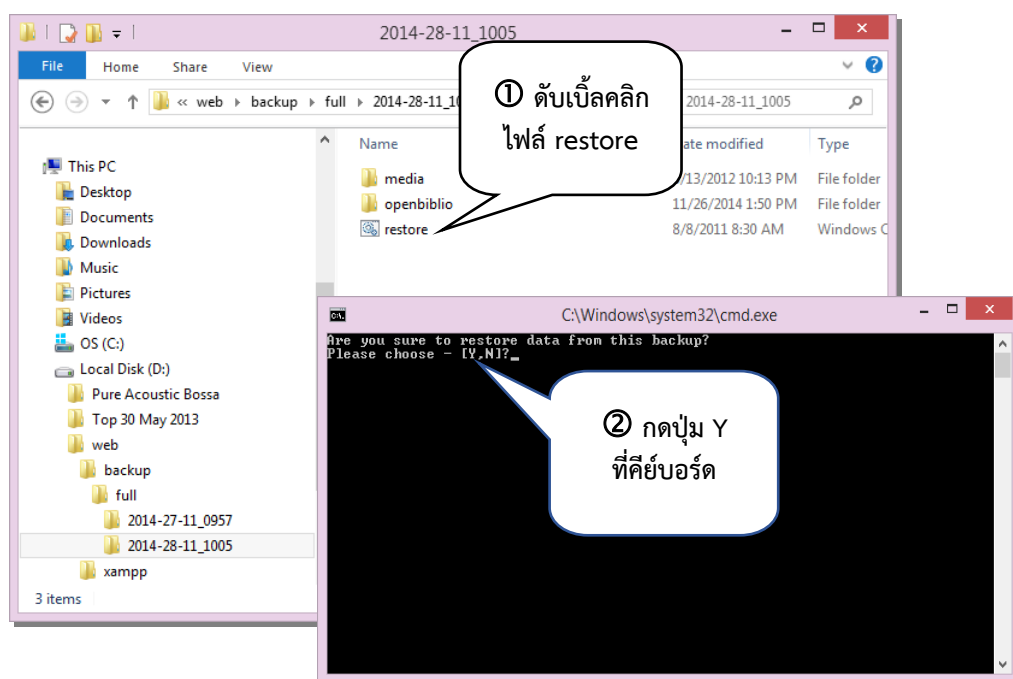 2014-28-11_1005
File Home Share View
« web backup full 2014-28-11_10
2014-28-11_1005
① ดับเบิ้ลคลิก
ไฟล์ restore
Name
ate modified
Type
media
/13/2012 10:13 PM
File folder
openbiblio
11/26/2014 1:50 PM
File folder
restore
8/8/2011 8:30 AM
Windows C
This PC
Desktop
Documents
Downloads
Music
Pictures
Videos
OS (C:)
Local Disk (D:)
Pure Acoustic Bossa
Top 30 May 2013
web
backup
full
2014-27-11_0957
2014-28-11_1005
xampp
3 items
C:\Windows\system32\cmd.exe
Are you sure to restore data from this backup?
Please choose - [Y,N]?_
② กดปุ่ม Y
ที่คีย์บอร์ด